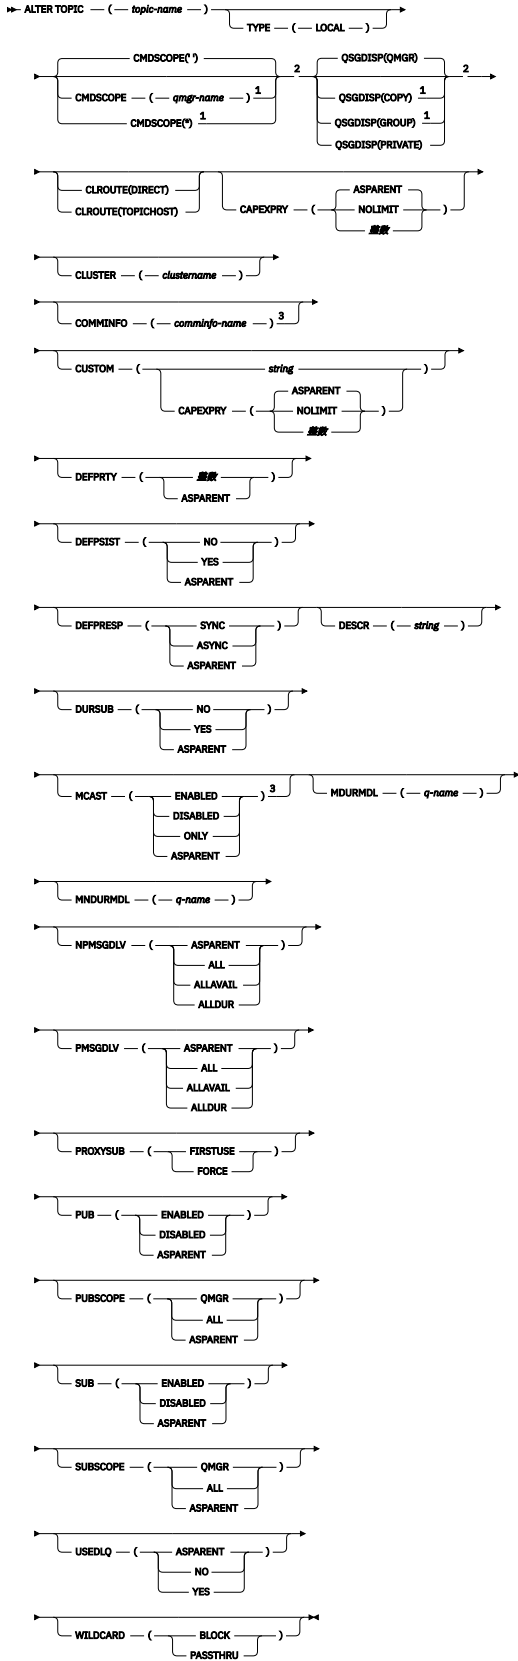 ALTER TOPIC ( topic-name )
TYPE ( LOCAL )
CMDSCOPE(' ')
CMDSCOPE ( qmgr-name ) 1
CMDSCOPE(*) 1
2
QSGDISP(QMGR)
QSGDISP(COPY) 1
QSGDISP(GROUP) 1
QSGDISP(PRIVATE)
2
CLROUTE(DIRECT)
CLROUTE(TOPICHOST)
CAPEXPRY ( ASPARENT )
NOLIMIT
整数
CLUSTER ( clustername )
COMMINFO ( comminfo-name ) 3
CUSTOM ( string )
CAPEXPRY ( ASPARENT )
NOLIMIT
整数
DEFPRTY ( 整数 )
ASPARENT
DEFPSIST ( NO )
YES
ASPARENT
DEFPRESP ( SYNC )
ASYNC
ASPARENT
DESCR ( string )
DURSUB ( NO )
YES
ASPARENT
MCAST ( ENABLED ) 3
DISABLED
ONLY
ASPARENT
MDURMDL ( q-name )
MNDURMDL ( q-name )
NPMSGDLV ( ASPARENT )
ALL
ALLAVAIL
ALLDUR
PMSGDLV ( ASPARENT )
ALL
ALLAVAIL
ALLDUR
PROXYSUB ( FIRSTUSE )
FORCE
PUB ( ENABLED )
DISABLED
ASPARENT
PUBSCOPE ( QMGR )
ALL
ASPARENT
SUB ( ENABLED )
DISABLED
ASPARENT
SUBSCOPE ( QMGR )
ALL
ASPARENT
USEDLQ ( ASPARENT )
NO
YES
WILDCARD ( BLOCK )
PASSTHRU